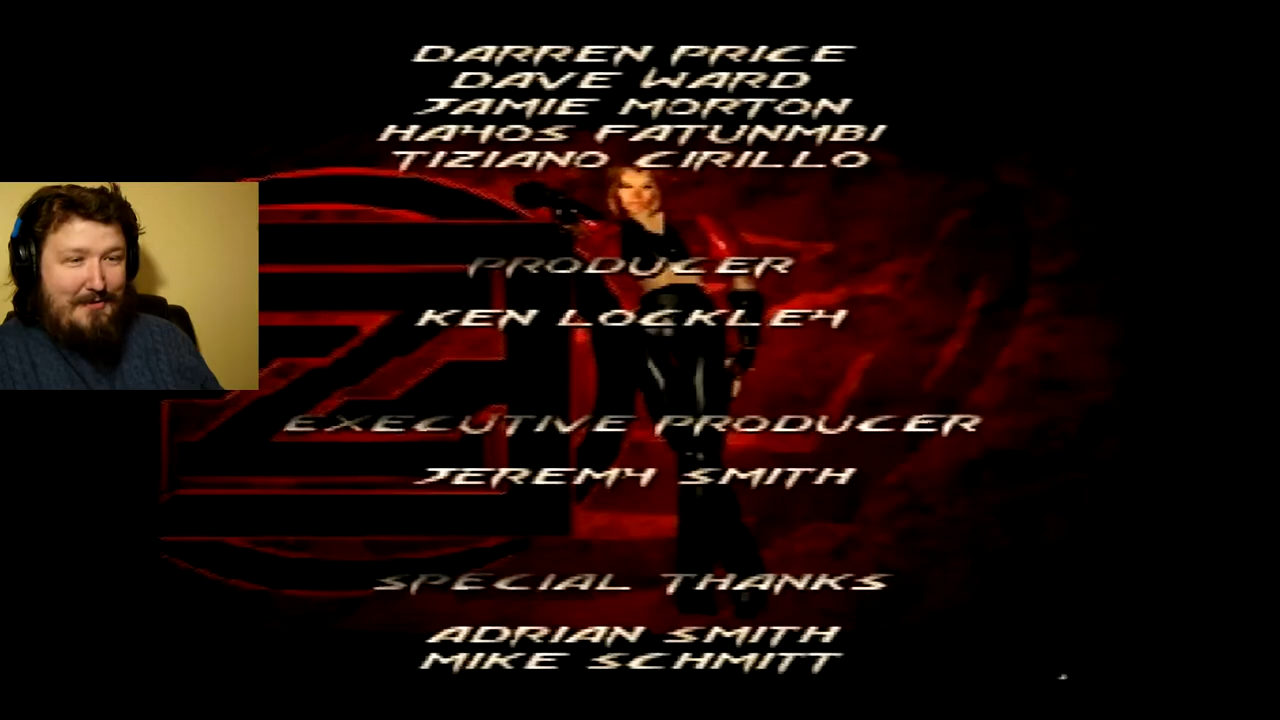 DARREN PRICE
DAVE WARD
JAMIE MORTON
HAYOS FATUNMBI
TIZIANO CIRILLO
PRODUCER
KEN LOCKLEY
EXECUTIVE PRODUCER
JEREMY SMITH
SPECIAL THANKS
ADRIAN SMITH
MIKE SCHMITT